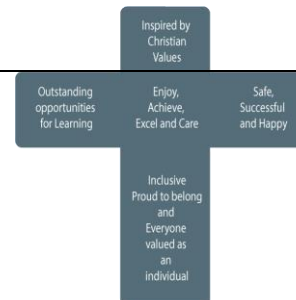 Inspired by
Christian
Values
Outstanding
opportunities
for Learning
Enjoy,
Achieve,
Excel and Care
Safe,
Successful
and Happy
Inclusive
Proud to belong
and
Everyone
valued as
an
individual